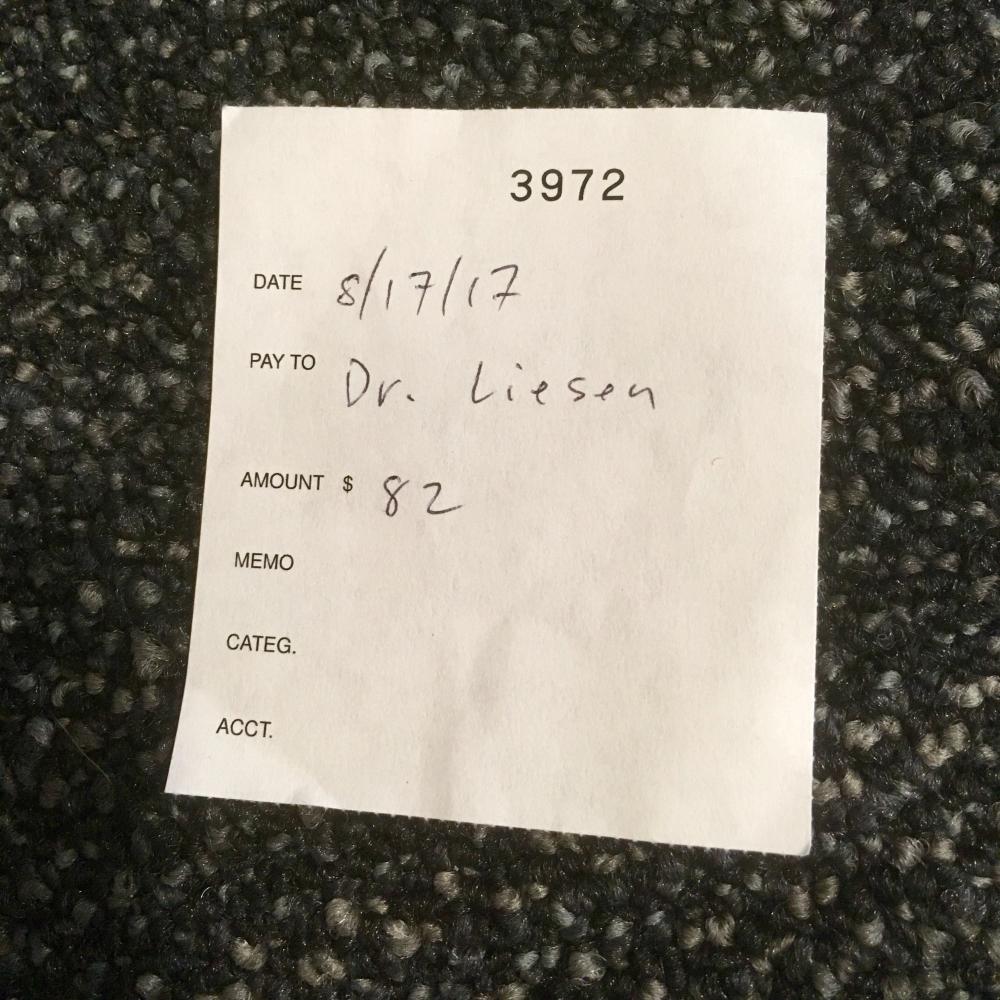 3972
DATE 8/17/17
PAY TO Dr. Liesen
AMOUNT $ 82
MEMO
CATEG.
ACCT.